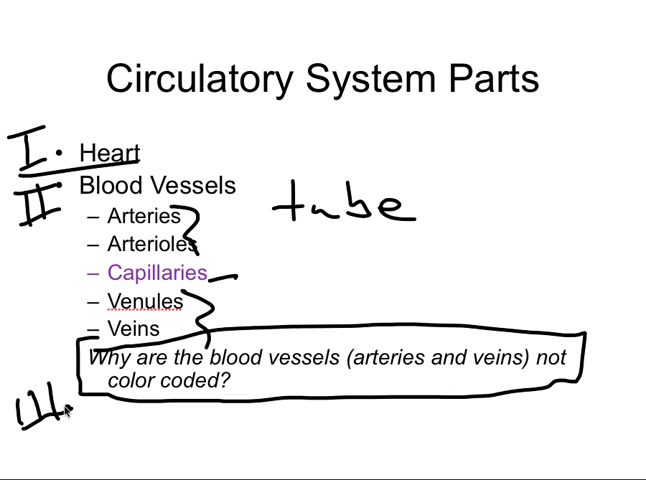 Circulatory System Parts
I • Heart
II • Blood Vessels
– Arteries
tube
– Arterioles
– Capillaries
– Venules
– Veins
Why are the blood vessels (arteries and veins) not
color coded?
III